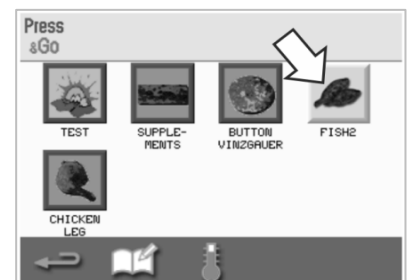 Press
&Go
TEST
SUPPLE-
MENTS
BUTTON
VINZGAUER
FISH2
CHICKEN
LEG